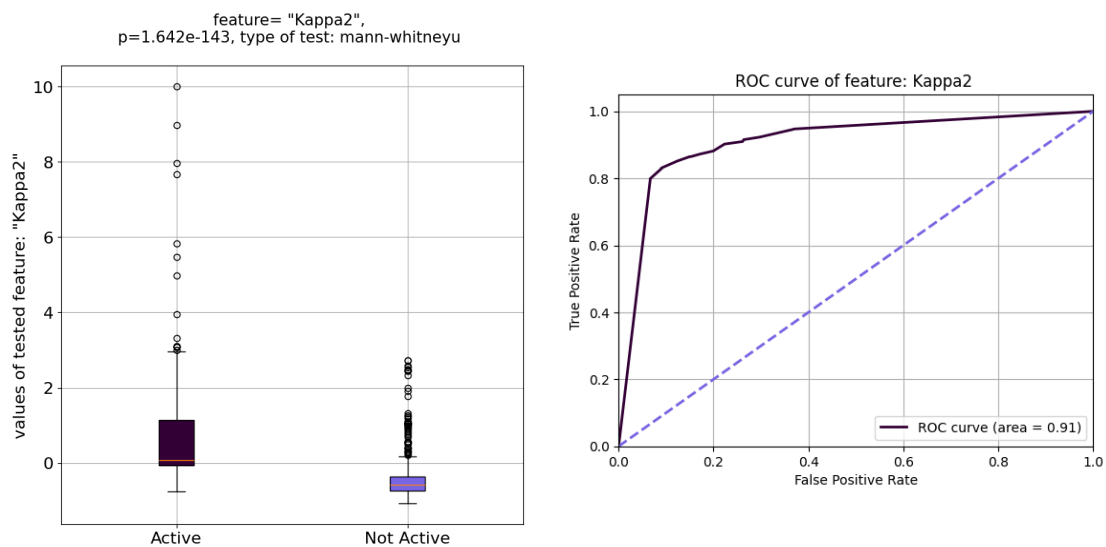 feature= "Kappa2",
p=1.642e-143, type of test: mann-whitneyu
values of tested feature: "Kappa2"
10
8
6
4
2
0
Active
Not Active
ROC curve of feature: Kappa2
True Positive Rate
1.0
0.8
0.6
0.4
0.2
0.0
ROC curve (area = 0.91)
0.0
0.2
0.4
0.6
0.8
1.0
False Positive Rate